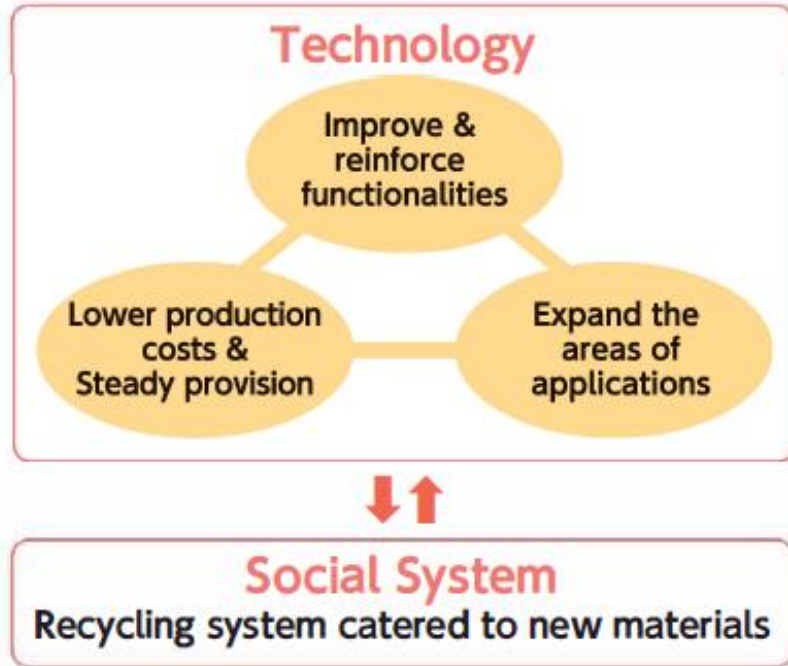 Technology
Improve &
reinforce
functionalities
Lower production
costs &
Steady provision
Expand the
areas of
applications
Social System
Recycling system catered to new materials